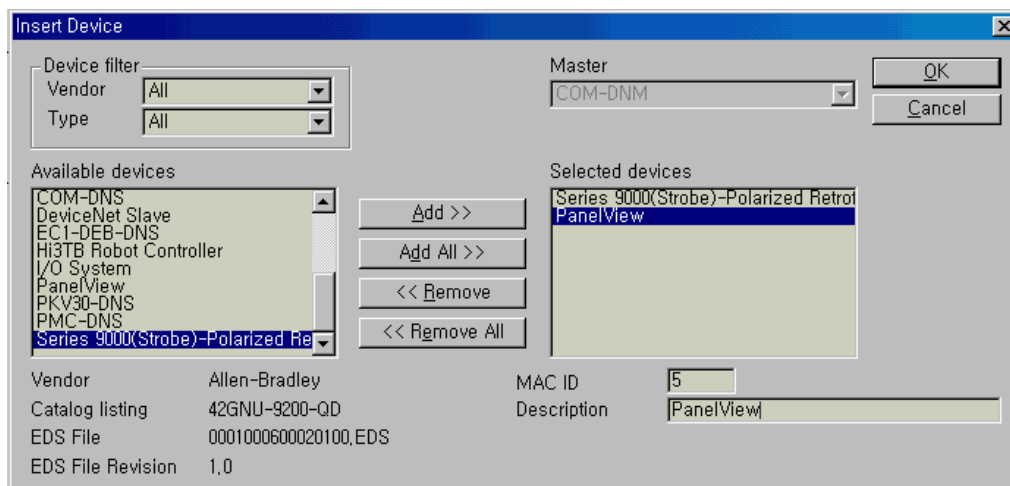 Insert Device
Device filter
Vendor All
Type All
Master
COM-DNM
OK
Cancel
Available devices
COM-DNS
DeviceNet Slave
EC1-DEB-DNS
Hi3TB Robot Controller
I/O System
PanelView
PKV30-DNS
PMC-DNS
Series 9000(Strobe)-Polarized Re
Add >>
Add All >>
<< Remove
<< Remove All
Selected devices
Series 9000(Strobe)-Polarized Retrof
PanelView
Vendor Allen-Bradley
Catalog listing 42GNU-9200-QD
EDS File 0001000600020100.EDS
EDS File Revision 1.0
MAC ID 5
Description PanelView